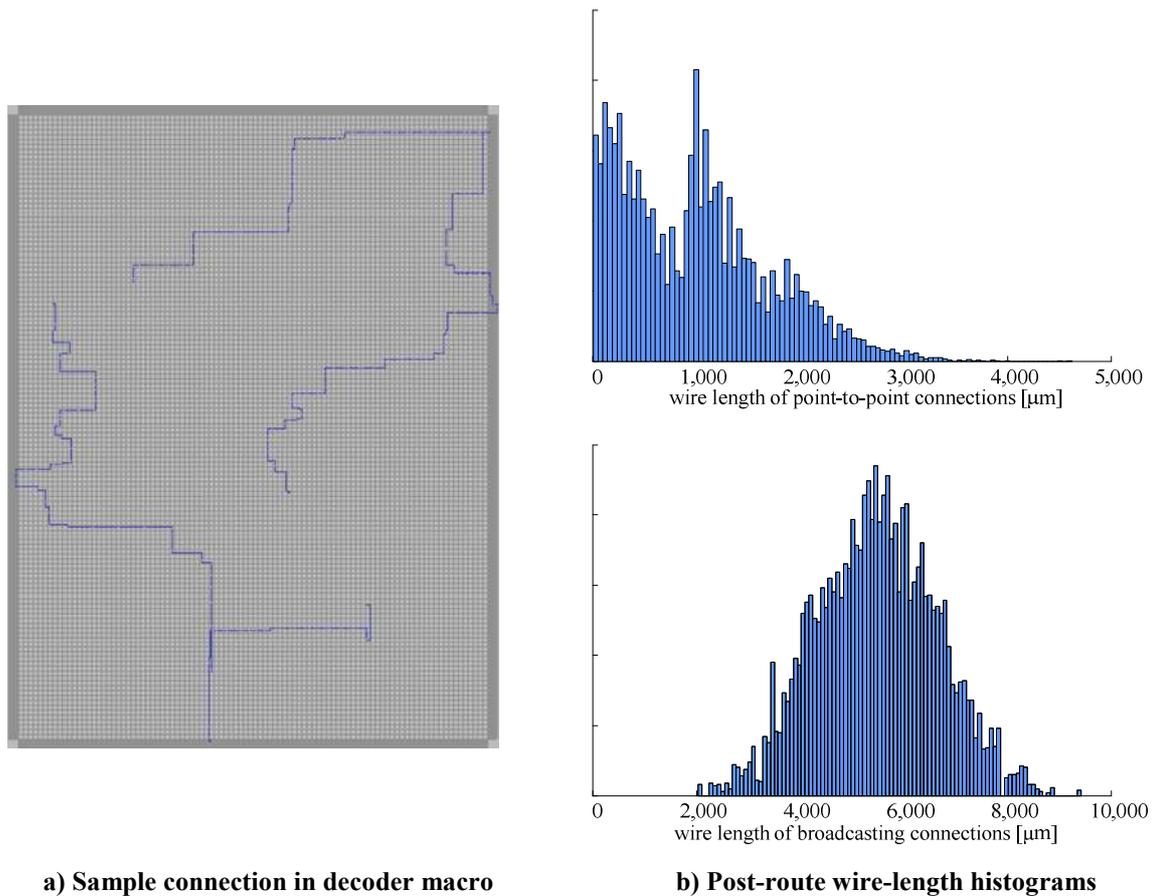 0 1,000 2,000 3,000 4,000 5,000
wire length of point-to-point connections [µm]
0 2,000 4,000 6,000 8,000 10,000
wire length of broadcasting connections [µm]
a) Sample connection in decoder macro
b) Post-route wire-length histograms